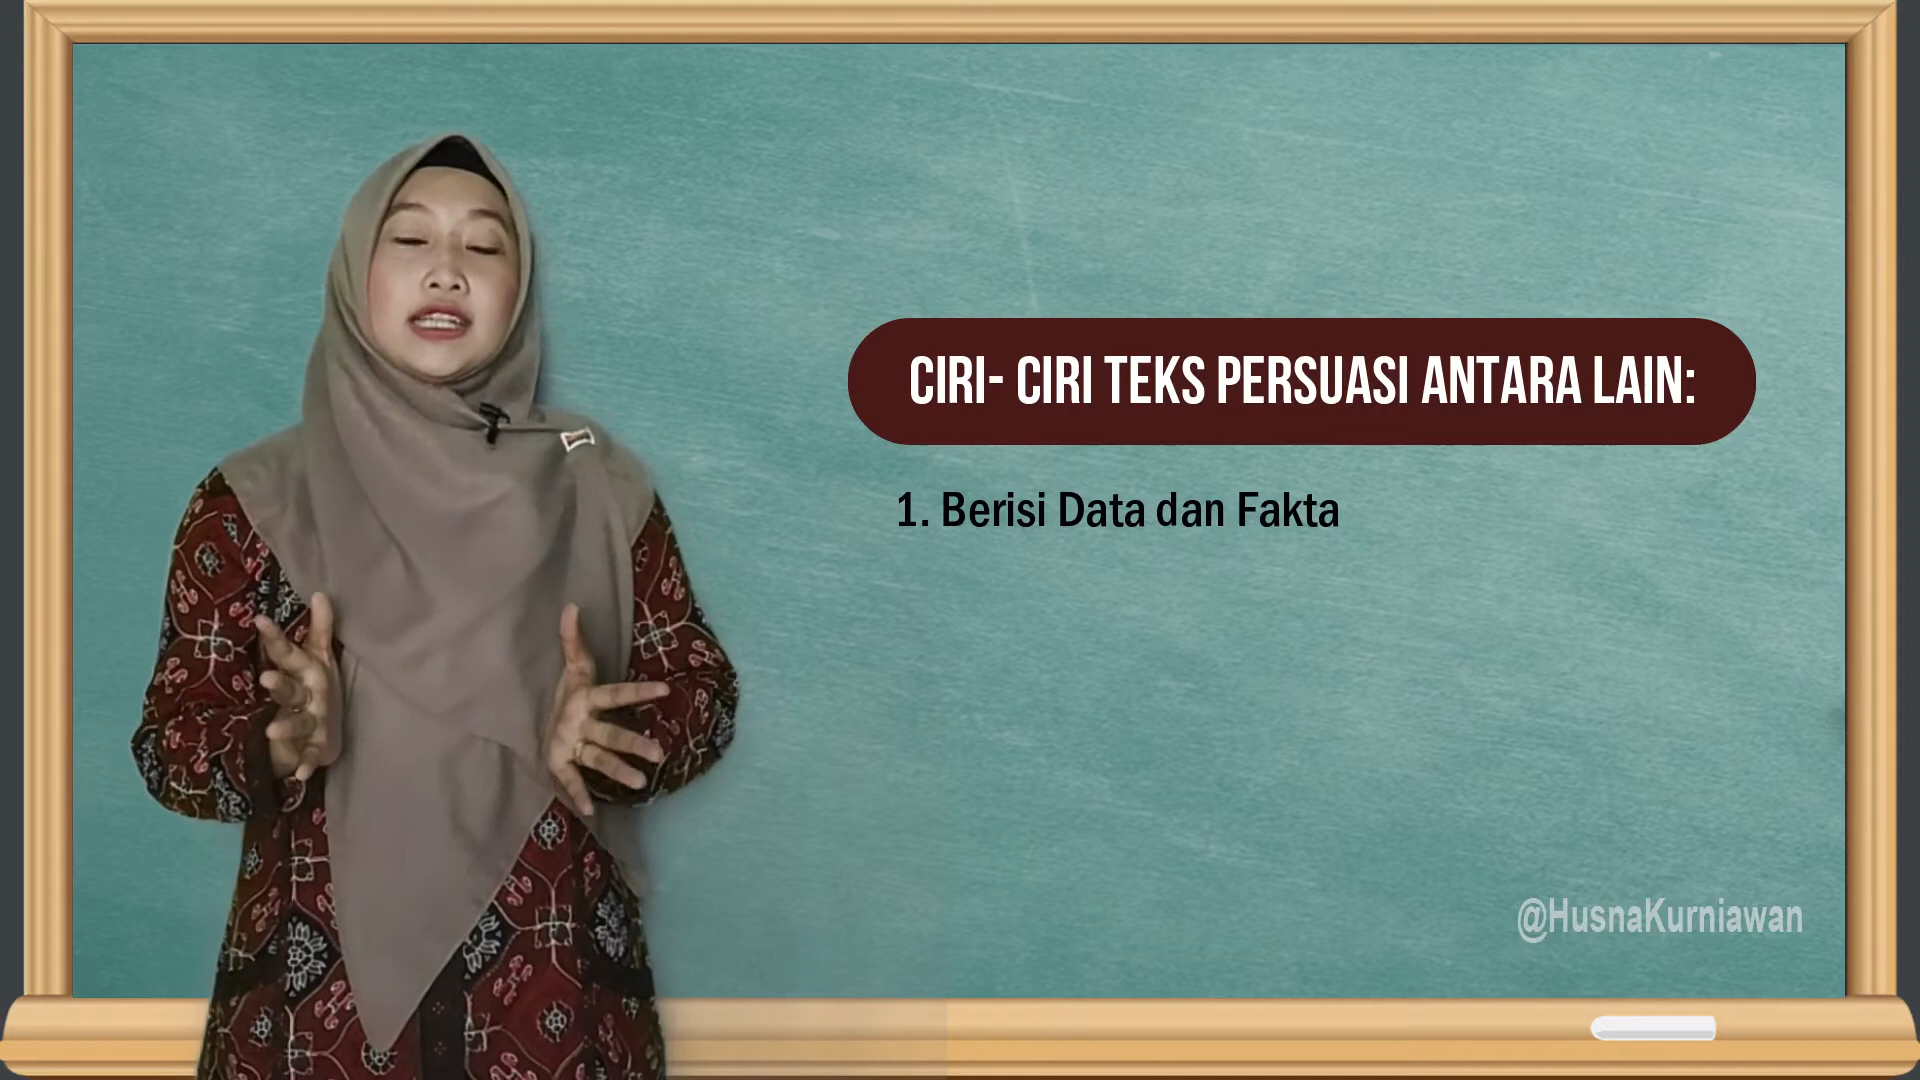 CIRI- CIRI TEKS PERSUASI ANTARA LAIN:
1. Berisi Data dan Fakta
@HusnaKurniawan